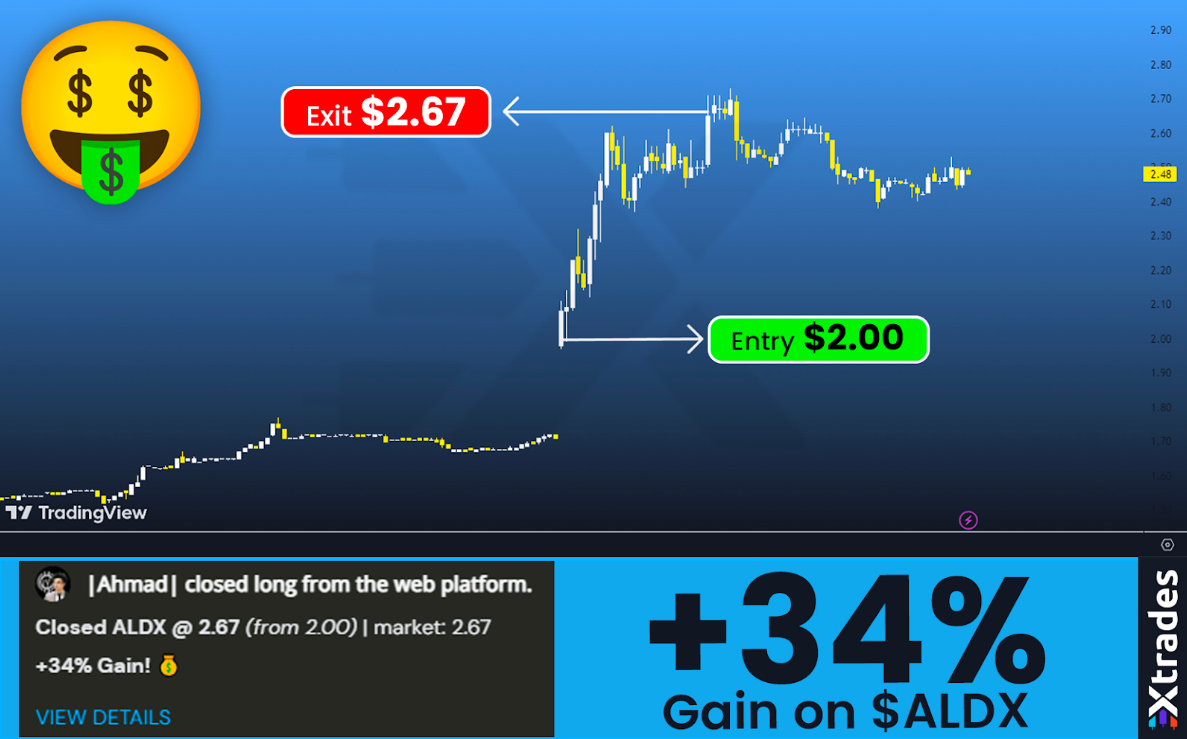 2.90
2.80
Exit $2.67
2.70
2.60
2.50
2.48
2.40
2.30
2.20
2.10
Entry $2.00
2.00
1.90
1.80
1.70
1.60
TradingView
|Ahmad| closed long from the web platform.
Closed ALDX @ 2.67 (from 2.00) | market: 2.67
+34% Gain! 💰
VIEW DETAILS
+34%
Gain on $ALDX
Xtrades